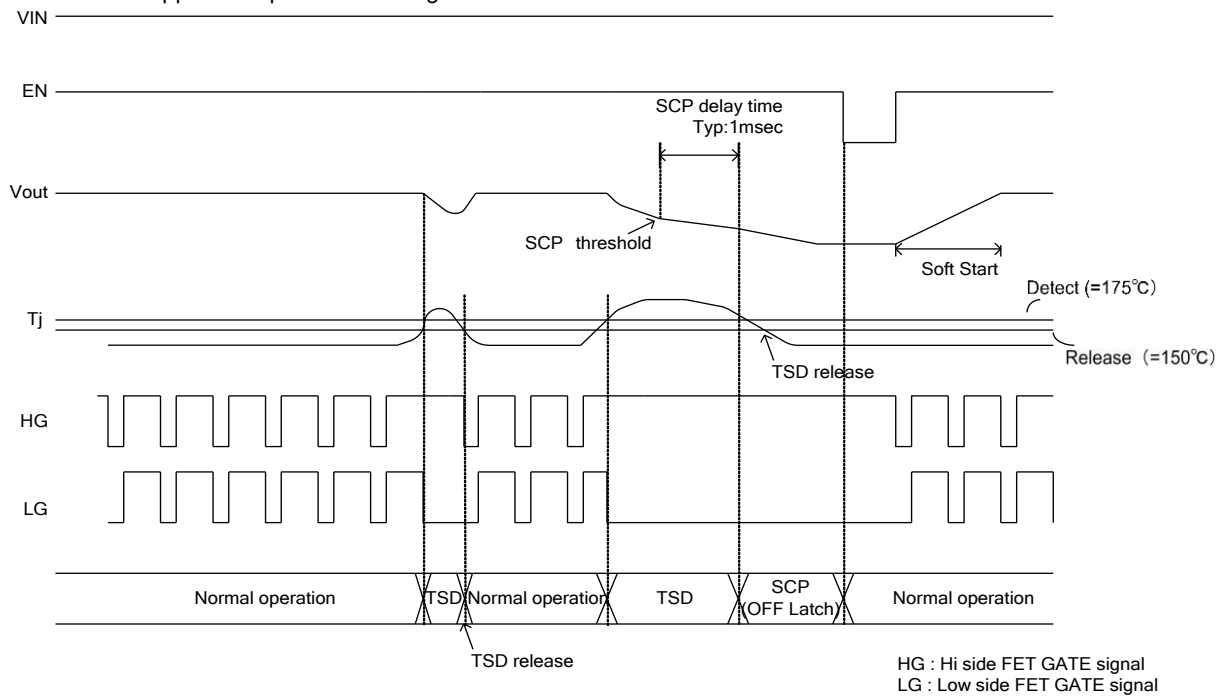 VIN
EN
SCP delay time
Typ:1msec
Vout
SCP threshold
Soft Start
Detect (=175℃)
Tj
Release （=150℃）
TSD release
HG
LG
Normal operation
TSD
Normal operation
TSD
SCP
(OFF Latch)
Normal operation
TSD release
HG : Hi side FET GATE signal
LG : Low side FET GATE signal